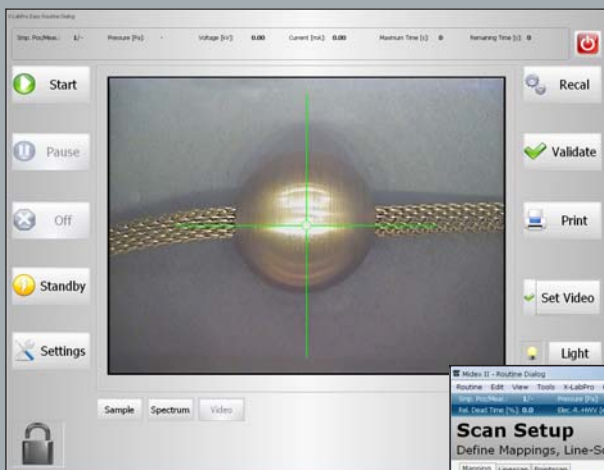 X-LabPro Easy Routine Dialog
Smp. Pos/Meas.: 1/- Pressure [Pa]: - Voltage [kV]: 0.00 Current [mA]: 0.00 Maximum Time [s]: 0 Remaining Time [s]: 0
Start
Recal
Pause
Validate
Off
Print
Standby
Set Video
Settings
Light
Sample Spectrum Video
Midex II - Routine Dialog
Routine Edit View Tools X-LabPro
Smp. Pos/Meas.: 1/- Pressure [Pa]
Rel. Dead Time [%]: 0.0
Scan Setup
Define Mappings, Line-Sc
Mapping Linescan Pointscan